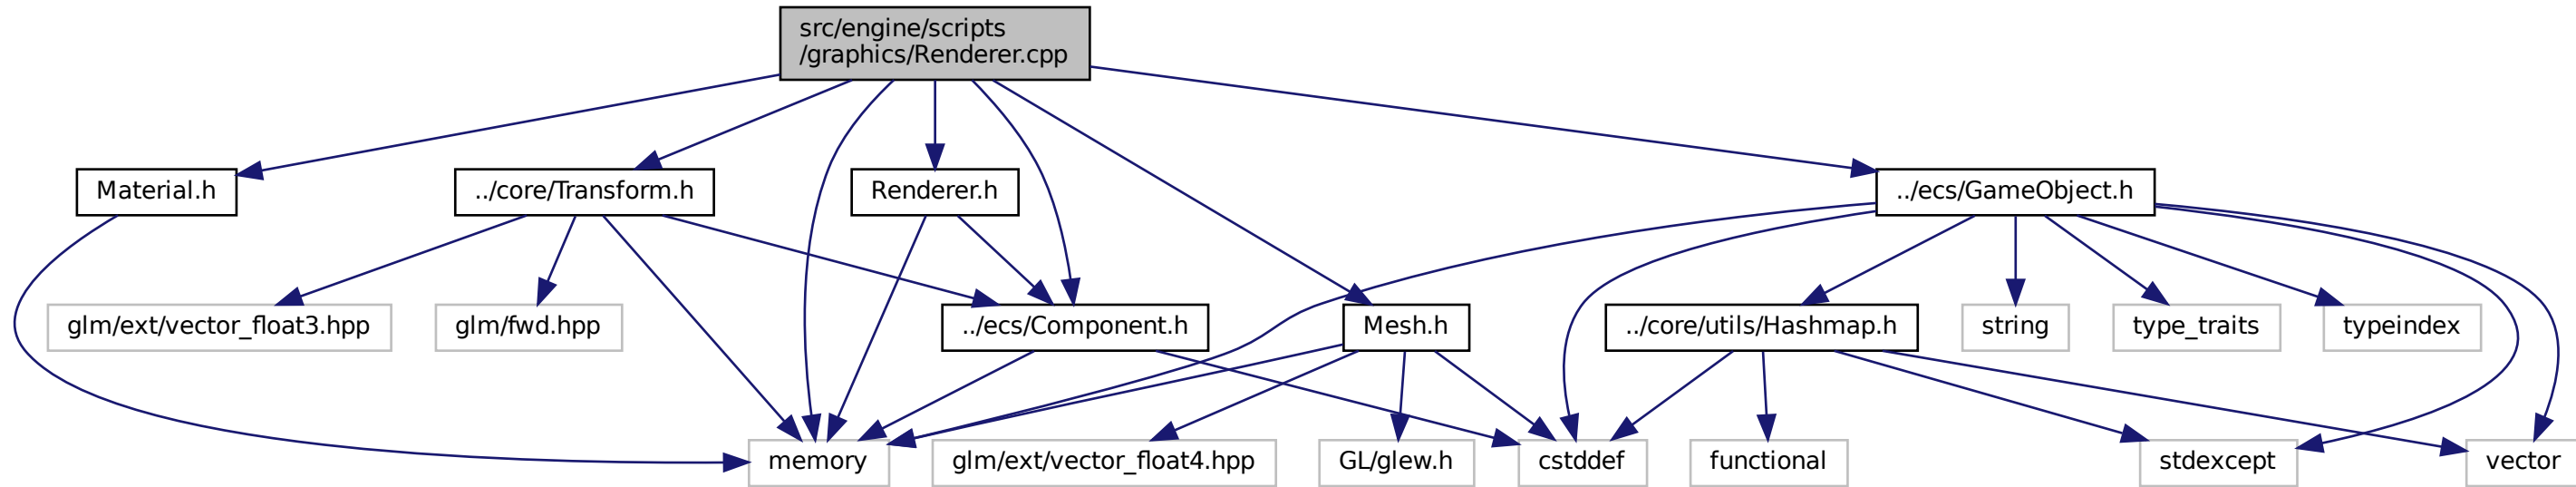 src/engine/scripts
/graphics/Renderer.cpp
Material.h
../core/Transform.h
Renderer.h
../ecs/GameObject.h
glm/ext/vector_float3.hpp
glm/fwd.hpp
../ecs/Component.h
Mesh.h
../core/utils/Hashmap.h
string
type_traits
typeindex
memory
glm/ext/vector_float4.hpp
GL/glew.h
cstddef
functional
stdexcept
vector